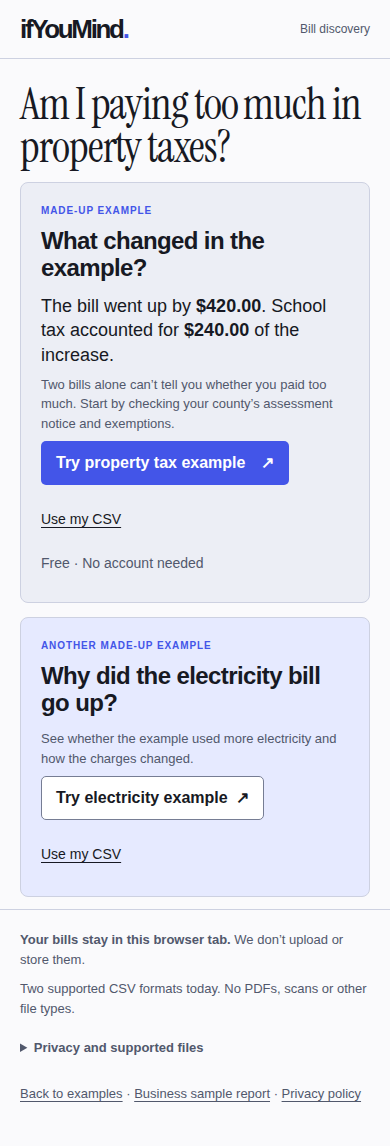 ifYouMind.
Bill discovery
Am I paying too much in
property taxes?
MADE-UP EXAMPLE
What changed in the
example?
The bill went up by $420.00. School
tax accounted for $240.00 of the
increase.
Two bills alone can’t tell you whether you paid too
much. Start by checking your county’s assessment
notice and exemptions.
Try property tax example ↗
Use my CSV
Free · No account needed
ANOTHER MADE-UP EXAMPLE
Why did the electricity bill
go up?
See whether the example used more electricity and
how the charges changed.
Try electricity example ↗
Use my CSV
Your bills stay in this browser tab. We don’t upload or
store them.
Two supported CSV formats today. No PDFs, scans or other
file types.
▶ Privacy and supported files
Back to examples · Business sample report · Privacy policy